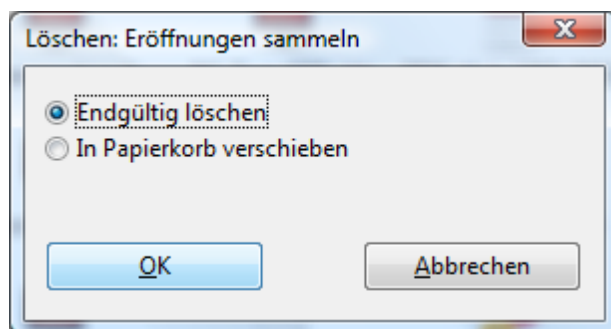 Löschen: Eröffnungen sammeln
Endgültig löschen
In Papierkorb verschieben
OK
Abbrechen